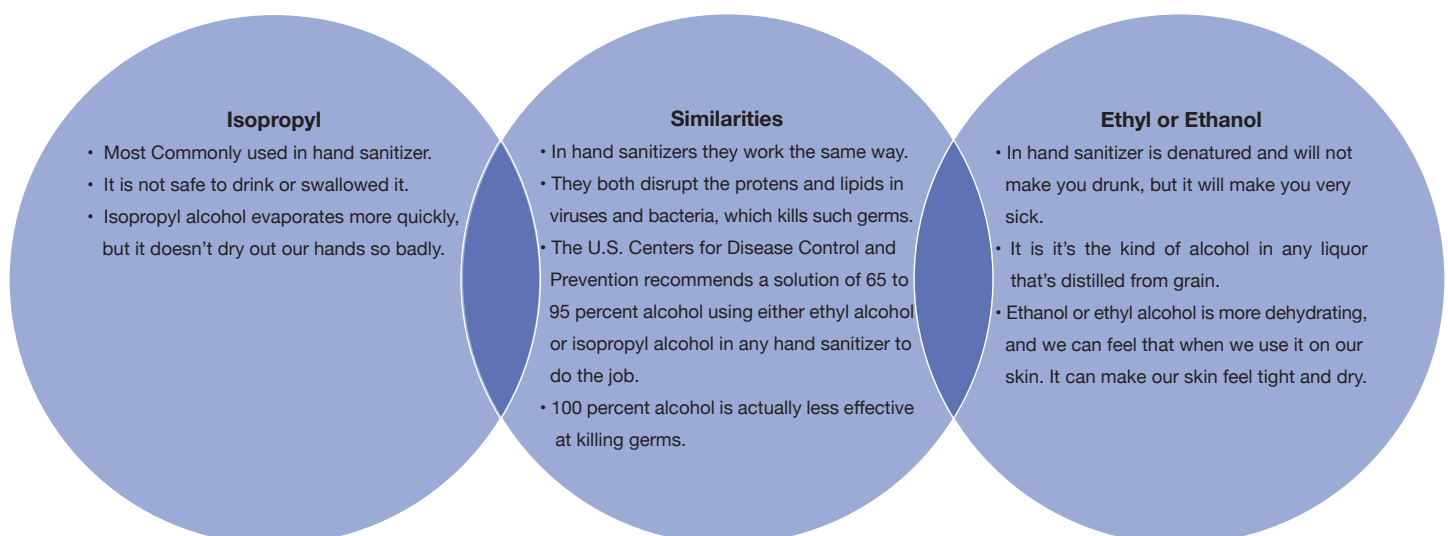 Isopropyl
• Most Commonly used in hand sanitizer.
• It is not safe to drink or swallowed it.
• Isopropyl alcohol evaporates more quickly,
but it doesn't dry out our hands so badly.
Similarities
• In hand sanitizers they work the same way.
• They both disrupt the protens and lipids in
viruses and bacteria, which kills such germs.
• The U.S. Centers for Disease Control and
Prevention recommends a solution of 65 to
95 percent alcohol using either ethyl alcohol
or isopropyl alcohol in any hand sanitizer to
do the job.
• 100 percent alcohol is actually less effective
at killing germs.
Ethyl or Ethanol
• In hand sanitizer is denatured and will not
make you drunk, but it will make you very
sick.
• It is it's the kind of alcohol in any liquor
that's distilled from grain.
• Ethanol or ethyl alcohol is more dehydrating,
and we can feel that when we use it on our
skin. It can make our skin feel tight and dry.